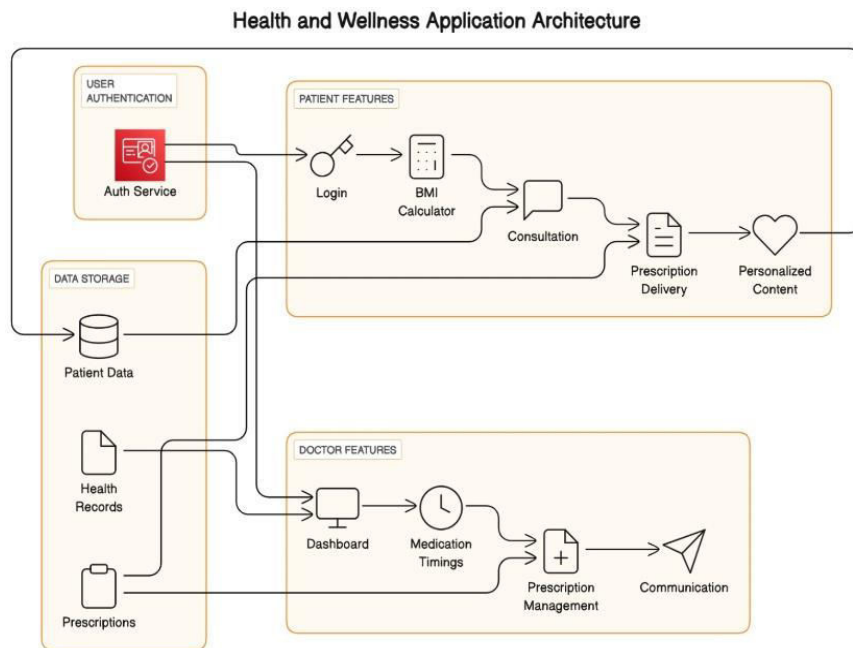 Health and Wellness Application Architecture
USER
AUTHENTICATION
Auth Service
PATIENT FEATURES
Login
BMI
Calculator
Consultation
Prescription
Delivery
Personalized
Content
DATA STORAGE
Patient Data
Health
Records
Prescriptions
DOCTOR FEATURES
Dashboard
Medication
Timings
Prescription
Management
Communication